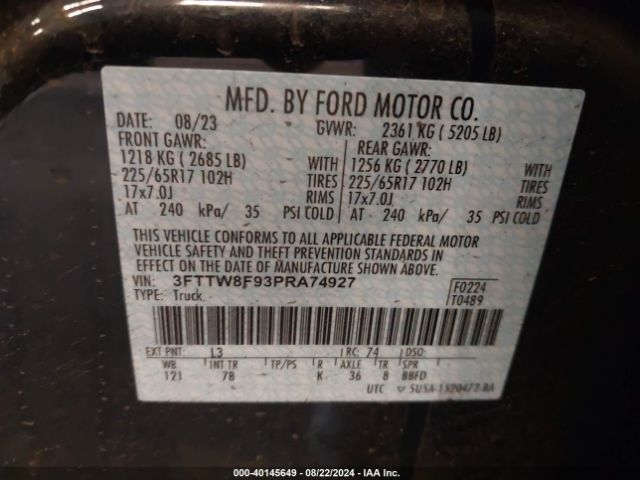 MFD. BY FORD MOTOR CO.
DATE: 08/23 GVWR: 2361 KG ( 5205 LB)
FRONT GAWR: REAR GAWR:
1218 KG ( 2685 LB) WITH 1256 KG ( 2770 LB) WITH
225/65R17 102H TIRES 225/65R17 102H TIRES
17x7.0J RIMS 17x7.0J RIMS
AT 240 kPa/ 35 PSI COLD AT 240 kPa/ 35 PSI COLD
THIS VEHICLE CONFORMS TO ALL APPLICABLE FEDERAL MOTOR
VEHICLE SAFETY AND THEFT PREVENTION STANDARDS IN
EFFECT ON THE DATE OF MANUFACTURE SHOWN ABOVE.
VIN: 3FTTW8F93PRA74927 F0224
TYPE: Truck T0489
EXT PNT: L3 RC: 74 DSO:
WB INT TR TP/PS R AXLE TR SPR
121 7B K 36 8 BBFD
UTC
000-40145649 - 08/22/2024 - IAA Inc.